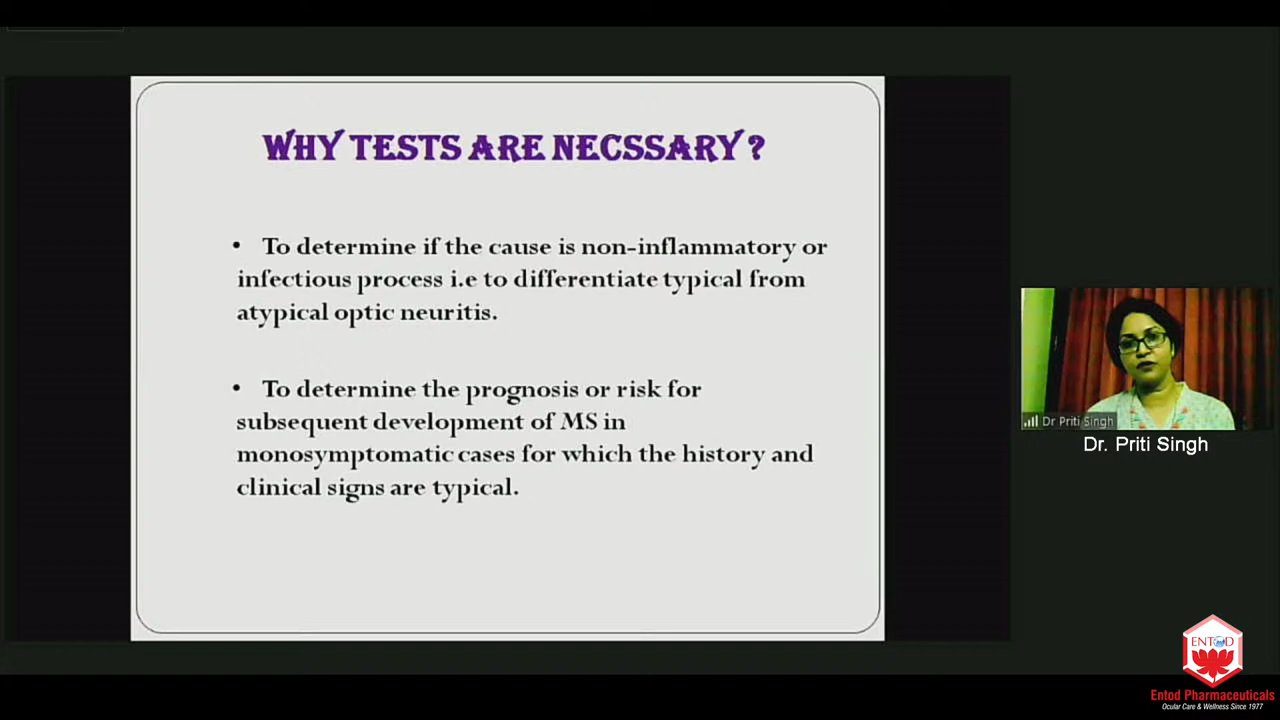 WHY TESTS ARE NECSSARY ?
• To determine if the cause is non-inflammatory or
infectious process i.e to differentiate typical from
atypical optic neuritis.
• To determine the prognosis or risk for
subsequent development of MS in
monosymptomatic cases for which the history and
clinical signs are typical.
Dr Priti Singh
Dr. Priti Singh
ENTOD
Entod Pharmaceuticals
Ocular Care & Wellness Since 1977